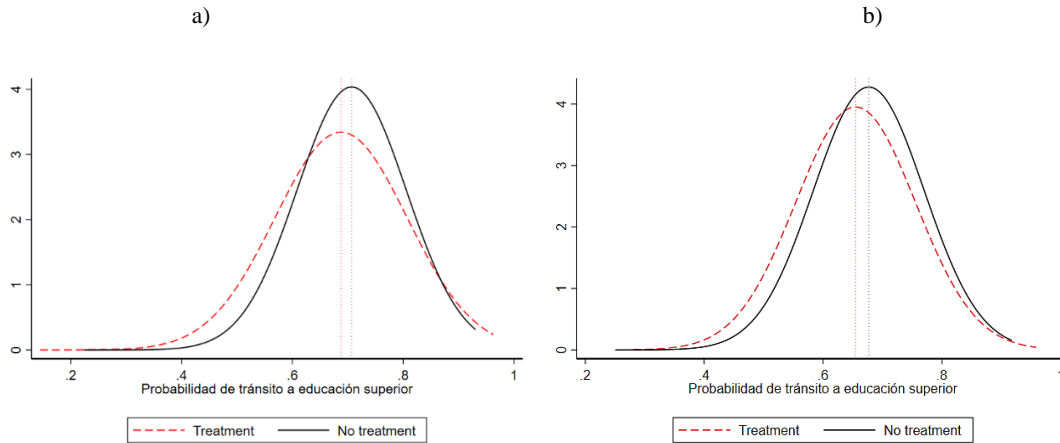 a)
4
3
2
1
0
.2 .4 .6 .8 1
Probabilidad de tránsito a educación superior
Treatment No treatment
b)
4
3
2
1
0
.2 .4 .6 .8 1
Probabilidad de tránsito a educación superior
Treatment No treatment